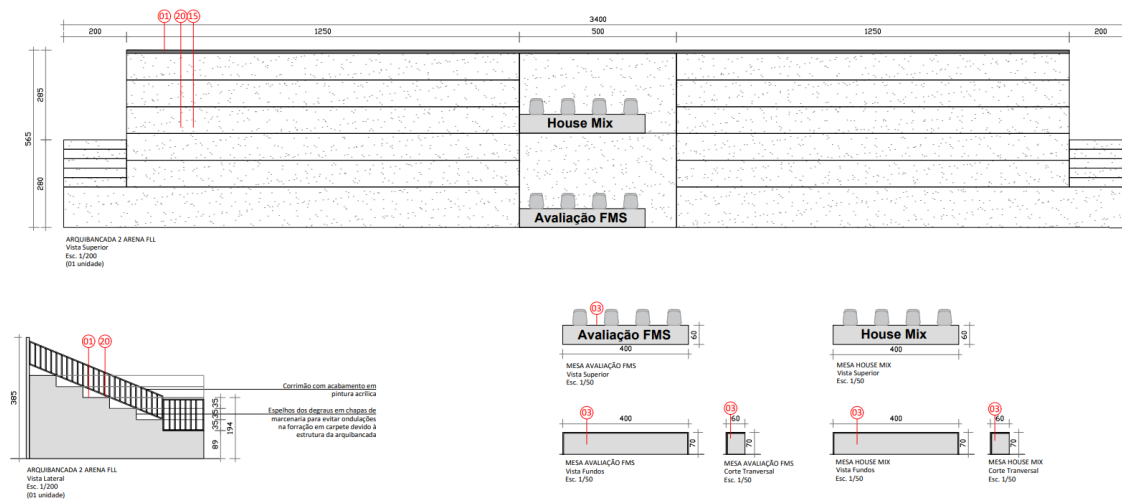 01 20 15
3400
200 1250 500 1250 200
285
565
280
House Mix
Avaliação FMS
ARQUIBANCADA 2 ARENA FLL
Vista Superior
Esc. 1/200
(01 unidade)
01 20
385
35
35
35
89
194
Corrimão com acabamento em
pintura acrílica
Espelhos dos degraus em chapas de
marcenaria para evitar ondulações
na forração em carpete devido à
estrutura da arquibancada
ARQUIBANCADA 2 ARENA FLL
Vista Lateral
Esc. 1/200
(01 unidade)
03
Avaliação FMS
60
400
MESA AVALIAÇÃO FMS
Vista Superior
Esc. 1/50
House Mix
60
400
MESA HOUSE MIX
Vista Superior
Esc. 1/50
03
400
70
MESA AVALIAÇÃO FMS
Vista Fundos
Esc. 1/50
03
60
70
MESA AVALIAÇÃO FMS
Corte Tranversal
Esc. 1/50
03
400
70
MESA HOUSE MIX
Vista Fundos
Esc. 1/50
03
60
70
MESA HOUSE MIX
Corte Tranversal
Esc. 1/50